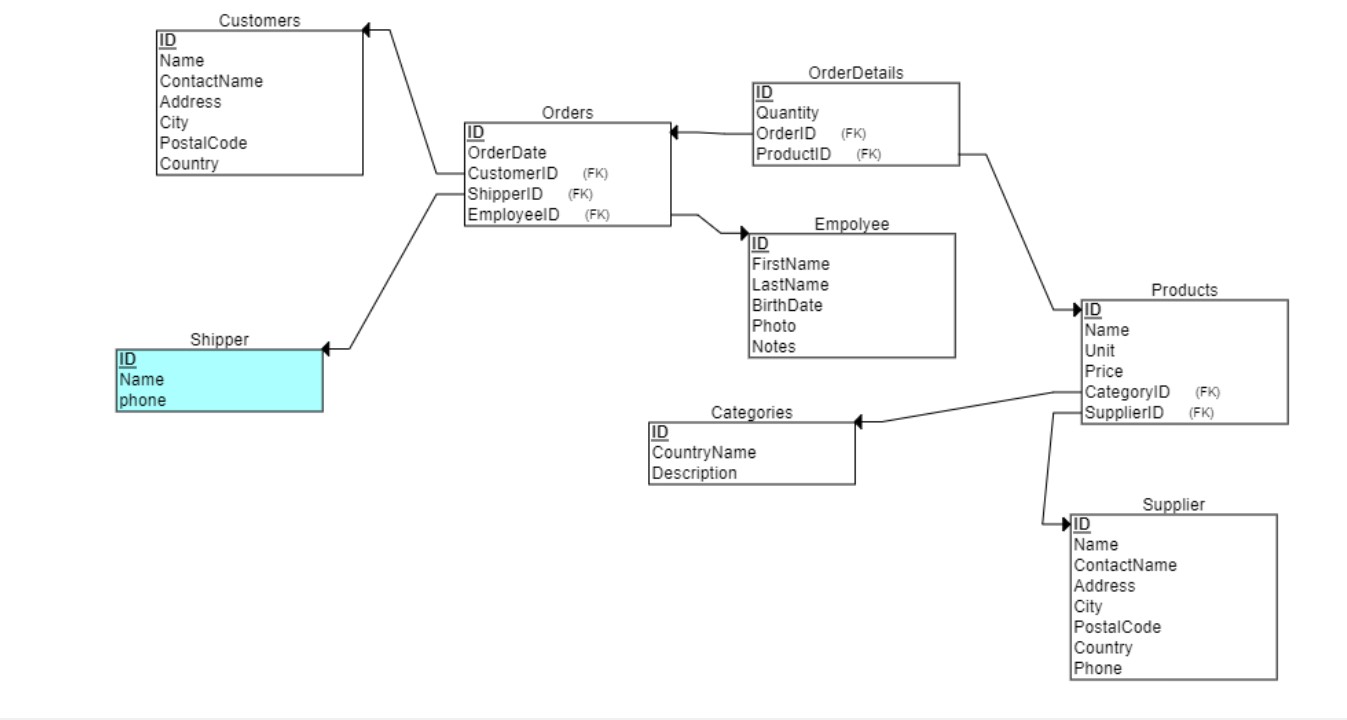 Customers
ID
Name
ContactName
Address
City
PostalCode
Country
Orders
ID
OrderDate
CustomerID (FK)
ShipperID (FK)
EmployeeID (FK)
OrderDetails
ID
Quantity
OrderID (FK)
ProductID (FK)
Empolyee
ID
FirstName
LastName
BirthDate
Photo
Notes
Products
ID
Name
Unit
Price
CategoryID (FK)
SupplierID (FK)
Shipper
ID
Name
phone
Categories
ID
CountryName
Description
Supplier
ID
Name
ContactName
Address
City
PostalCode
Country
Phone